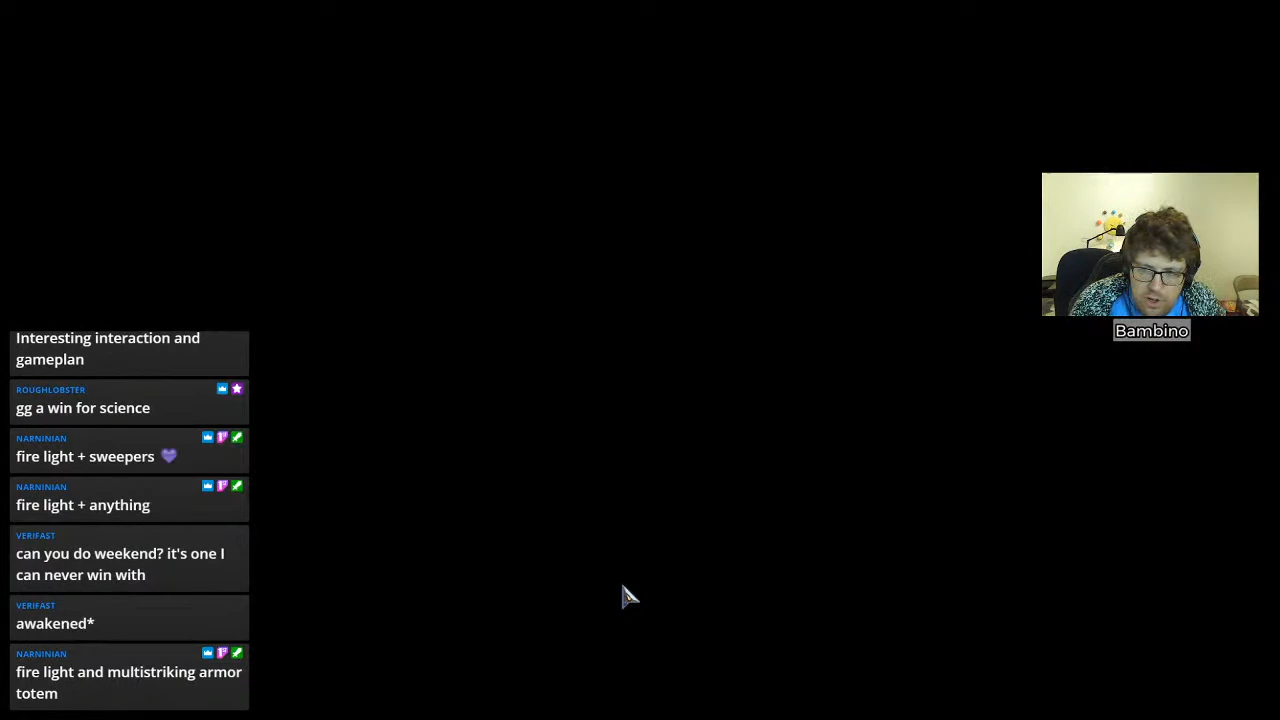 Interesting interaction and
gameplan
ROUGHLOBSTER
gg a win for science
NARNINIAN
fire light + sweepers 💜
NARNINIAN
fire light + anything
VERIFAST
can you do weekend? it's one I
can never win with
VERIFAST
awakened*
NARNINIAN
fire light and multistriking armor
totem
Bambino